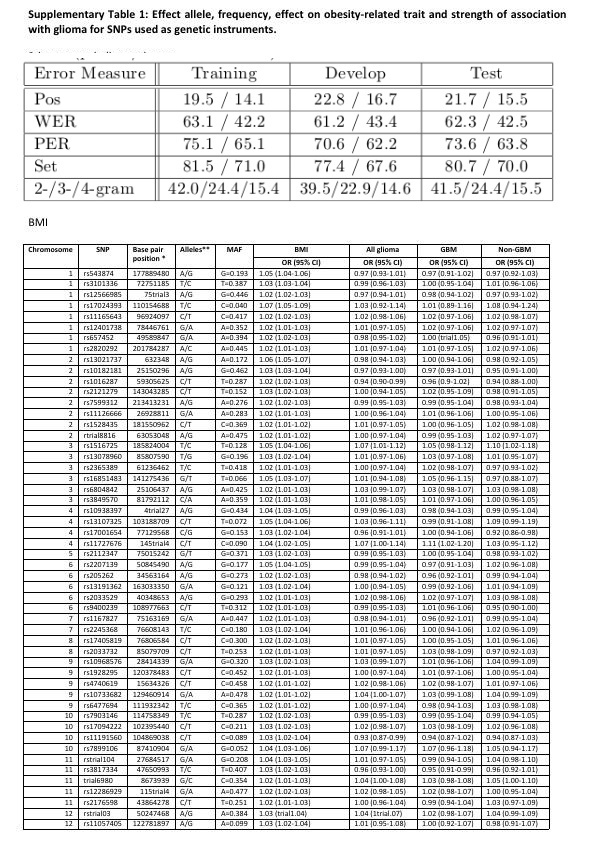 Supplementary Table 1: Effect allele, frequency, effect on obesity-related trait and strength of association
with glioma for SNPs used as genetic instruments.
Error Measure Training Develop Test
Pos 19.5 / 14.1 22.8 / 16.7 21.7 / 15.5
WER 63.1 / 42.2 61.2 / 43.4 62.3 / 42.5
PER 75.1 / 65.1 70.6 / 62.2 73.6 / 63.8
Set 81.5 / 71.0 77.4 / 67.6 80.7 / 70.0
2-/3-/4-gram 42.0/24.4/15.4 39.5/22.9/14.6 41.5/24.4/15.5
BMI
Chromosome SNP Base pair position * Alleles** MAF BMI All glioma GBM Non-GBM
OR (95% CI) OR (95% CI) OR (95% CI) OR (95% CI)
1 rs543874 177889480 A/G G=0.193 1.05 (1.04-1.06) 0.97 (0.93-1.01) 0.97 (0.91-1.02) 0.97 (0.92-1.03)
1 rs3101336 72751185 T/C T=0.387 1.03 (1.03-1.04) 0.99 (0.96-1.03) 1.00 (0.95-1.04) 1.01 (0.96-1.06)
1 rs12566985 75trial3 A/G G=0.446 1.02 (1.02-1.03) 0.97 (0.94-1.01) 0.98 (0.94-1.02) 0.97 (0.93-1.02)
1 rs17024393 110154688 T/C C=0.040 1.07 (1.05-1.09) 1.03 (0.92-1.14) 1.01 (0.89-1.16) 1.08 (0.94-1.24)
1 rs11165643 96924097 C/T C=0.417 1.02 (1.02-1.03) 1.02 (0.98-1.06) 1.02 (0.97-1.06) 1.02 (0.98-1.07)
1 rs12401738 78446761 G/A A=0.352 1.02 (1.01-1.03) 1.01 (0.97-1.05) 1.02 (0.97-1.06) 1.01 (0.97-1.06)
1 rs657452 49589847 G/A A=0.394 1.02 (1.02-1.03) 0.98 (0.95-1.02) 1.00 (trial1.05) 0.96 (0.91-1.01)
1 rs2820292 201784287 A/C A=0.445 1.02 (1.01-1.03) 1.01 (0.97-1.04) 1.01 (0.97-1.05) 1.02 (0.97-1.06)
2 rs13021737 632348 A/G A=0.172 1.06 (1.05-1.07) 0.98 (0.94-1.03) 1.00 (0.94-1.06) 0.98 (0.92-1.05)
2 rs10182181 25150296 A/G G=0.462 1.03 (1.03-1.04) 0.97 (0.93-1.00) 0.97 (0.93-1.01) 0.95 (0.91-1.00)
2 rs1016287 59305625 C/T T=0.287 1.02 (1.02-1.03) 0.94 (0.90-0.99) 0.96 (0.9-1.02) 0.94 (0.88-1.00)
2 rs2121279 143043285 C/T T=0.152 1.03 (1.02-1.03) 1.00 (0.94-1.05) 1.02 (0.95-1.09) 0.98 (0.91-1.05)
2 rs7599312 213413231 A/G A=0.276 1.02 (1.02-1.03) 0.99 (0.95-1.03) 0.99 (0.95-1.04) 0.98 (0.93-1.04)
2 rs11126666 26928811 G/A A=0.283 1.02 (1.01-1.03) 1.00 (0.96-1.04) 1.01 (0.96-1.06) 1.00 (0.95-1.06)
2 rs1528435 181550962 C/T C=0.369 1.02 (1.01-1.02) 1.01 (0.97-1.05) 1.00 (0.96-1.05) 1.02 (0.98-1.08)
2 rtrial8816 63053048 A/G A=0.475 1.02 (1.01-1.02) 1.00 (0.97-1.04) 0.99 (0.95-1.03) 1.02 (0.97-1.07)
3 rs1516725 185824004 T/C T=0.128 1.05 (1.04-1.06) 1.07 (1.01-1.12) 1.05 (0.98-1.12) 1.10 (1.02-1.18)
3 rs13078960 85807590 T/G G=0.196 1.03 (1.02-1.04) 1.01 (0.97-1.06) 1.03 (0.97-1.08) 1.01 (0.95-1.07)
3 rs2365389 61236462 T/C T=0.418 1.02 (1.01-1.03) 1.00 (0.97-1.04) 1.02 (0.98-1.07) 0.97 (0.93-1.02)
3 rs16851483 141275436 G/T T=0.066 1.05 (1.03-1.07) 1.01 (0.94-1.08) 1.05 (0.96-1.15) 0.97 (0.88-1.07)
3 rs6804842 25106437 A/G A=0.425 1.02 (1.01-1.03) 1.03 (0.99-1.07) 1.03 (0.98-1.07) 1.03 (0.98-1.08)
3 rs3849570 81792112 C/A A=0.359 1.02 (1.01-1.03) 1.01 (0.98-1.05) 1.01 (0.97-1.06) 1.00 (0.96-1.05)
4 rs10938397 4trial27 A/G G=0.434 1.04 (1.03-1.05) 0.99 (0.96-1.03) 0.98 (0.94-1.03) 0.99 (0.95-1.04)
4 rs13107325 103188709 C/T T=0.072 1.05 (1.04-1.06) 1.03 (0.96-1.11) 0.99 (0.91-1.08) 1.09 (0.99-1.19)
4 rs17001654 77129568 C/G G=0.153 1.03 (1.02-1.04) 0.96 (0.91-1.01) 1.00 (0.94-1.06) 0.92 (0.86-0.98)
4 rs11727676 145trial4 T/C C=0.090 1.04 (1.02-1.05) 1.07 (1.00-1.14) 1.11 (1.02-1.20) 1.03 (0.95-1.12)
5 rs2112347 75015242 G/T G=0.371 1.03 (1.02-1.03) 0.99 (0.95-1.03) 1.00 (0.95-1.04) 0.98 (0.93-1.02)
6 rs2207139 50845490 A/G G=0.177 1.05 (1.04-1.05) 0.99 (0.95-1.04) 0.97 (0.91-1.03) 1.02 (0.96-1.08)
6 rs205262 34563164 A/G G=0.273 1.02 (1.01-1.03) 0.98 (0.94-1.02) 0.96 (0.92-1.01) 0.99 (0.94-1.04)
6 rs13191362 163033350 A/G G=0.121 1.03 (1.02-1.04) 1.00 (0.94-1.05) 0.99 (0.92-1.06) 1.01 (0.94-1.09)
6 rs2033529 40348653 A/G G=0.293 1.02 (1.01-1.03) 1.02 (0.98-1.06) 1.02 (0.97-1.07) 1.03 (0.98-1.08)
6 rs9400239 108977663 C/T T=0.312 1.02 (1.01-1.03) 0.99 (0.95-1.03) 1.01 (0.96-1.06) 0.95 (0.90-1.00)
7 rs1167827 75163169 G/A A=0.447 1.02 (1.01-1.03) 0.98 (0.94-1.01) 0.96 (0.92-1.01) 0.99 (0.95-1.04)
7 rs2245368 76608143 T/C C=0.180 1.03 (1.02-1.04) 1.01 (0.96-1.06) 1.00 (0.94-1.06) 1.02 (0.96-1.09)
8 rs17405819 76806584 C/T C=0.300 1.02 (1.02-1.03) 1.01 (0.97-1.05) 1.00 (0.95-1.05) 1.01 (0.96-1.06)
8 rs2033732 85079709 C/T T=0.253 1.02 (1.01-1.03) 1.01 (0.97-1.05) 1.03 (0.98-1.09) 0.97 (0.92-1.03)
9 rs10968576 28414339 A/G G=0.320 1.02 (1.02-1.03) 1.03 (0.99-1.07) 1.01 (0.96-1.06) 1.04 (0.99-1.09)
9 rs1928295 120378483 C/T C=0.452 1.02 (1.01-1.03) 1.00 (0.97-1.04) 1.01 (0.97-1.06) 1.00 (0.95-1.04)
9 rs4740619 15634326 C/T C=0.458 1.02 (1.01-1.02) 1.02 (0.98-1.06) 1.02 (0.98-1.07) 1.01 (0.97-1.06)
9 rs10733682 129460914 G/A A=0.478 1.02 (1.01-1.02) 1.04 (1.00-1.07) 1.03 (0.99-1.08) 1.04 (0.99-1.09)
9 rs6477694 111932342 T/C C=0.365 1.02 (1.01-1.02) 1.00 (0.97-1.04) 1.00 (0.96-1.04) 1.01 (0.96-1.06)
10 rs7903146 114758349 T/C T=0.287 1.02 (1.02-1.03) 0.99 (0.95-1.03) 0.99 (0.95-1.04) 0.99 (0.94-1.05)
10 rs17094222 102395440 C/T C=0.211 1.03 (1.02-1.03) 1.02 (0.98-1.07) 1.03 (0.98-1.09) 1.02 (0.96-1.08)
10 rs11191560 104869038 C/T C=0.089 1.03 (1.02-1.04) 0.93 (0.87-0.99) 0.94 (0.87-1.02) 0.94 (0.87-1.03)
10 rs7899106 87410904 A/G G=0.052 1.04 (1.03-1.06) 1.07 (0.99-1.17) 1.07 (0.96-1.18) 1.05 (0.94-1.17)
11 rstrial104 27684517 A/G G=0.208 1.04 (1.03-1.05) 1.01 (0.97-1.05) 0.99 (0.94-1.05) 1.04 (0.98-1.10)
11 rs3817334 47650993 T/C T=0.407 1.03 (1.02-1.03) 0.96 (0.93-1.00) 0.95 (0.91-0.99) 0.96 (0.92-1.01)
11 trial6980 8673939 G/C C=0.354 1.02 (1.01-1.03) 1.04 (1.00-1.08) 1.03 (0.98-1.08) 1.05 (1.00-1.10)
11 rs12286929 115trial4 G/A A=0.477 1.02 (1.02-1.03) 1.02 (0.98-1.05) 1.02 (0.98-1.07) 1.00 (0.95-1.04)
11 rs2176598 43864278 C/T T=0.251 1.02 (1.01-1.03) 1.00 (0.96-1.04) 0.99 (0.94-1.04) 1.03 (0.97-1.09)
12 rstrial03 50247468 A/G A=0.384 1.03 (trial1.04) 1.04 (1trial.07) 1.02 (0.98-1.07) 1.04 (0.99-1.09)
12 rs11057405 122781897 A/G A=0.099 1.03 (1.02-1.04) 1.01 (0.95-1.08) 1.00 (0.92-1.07) 0.98 (0.91-1.07)